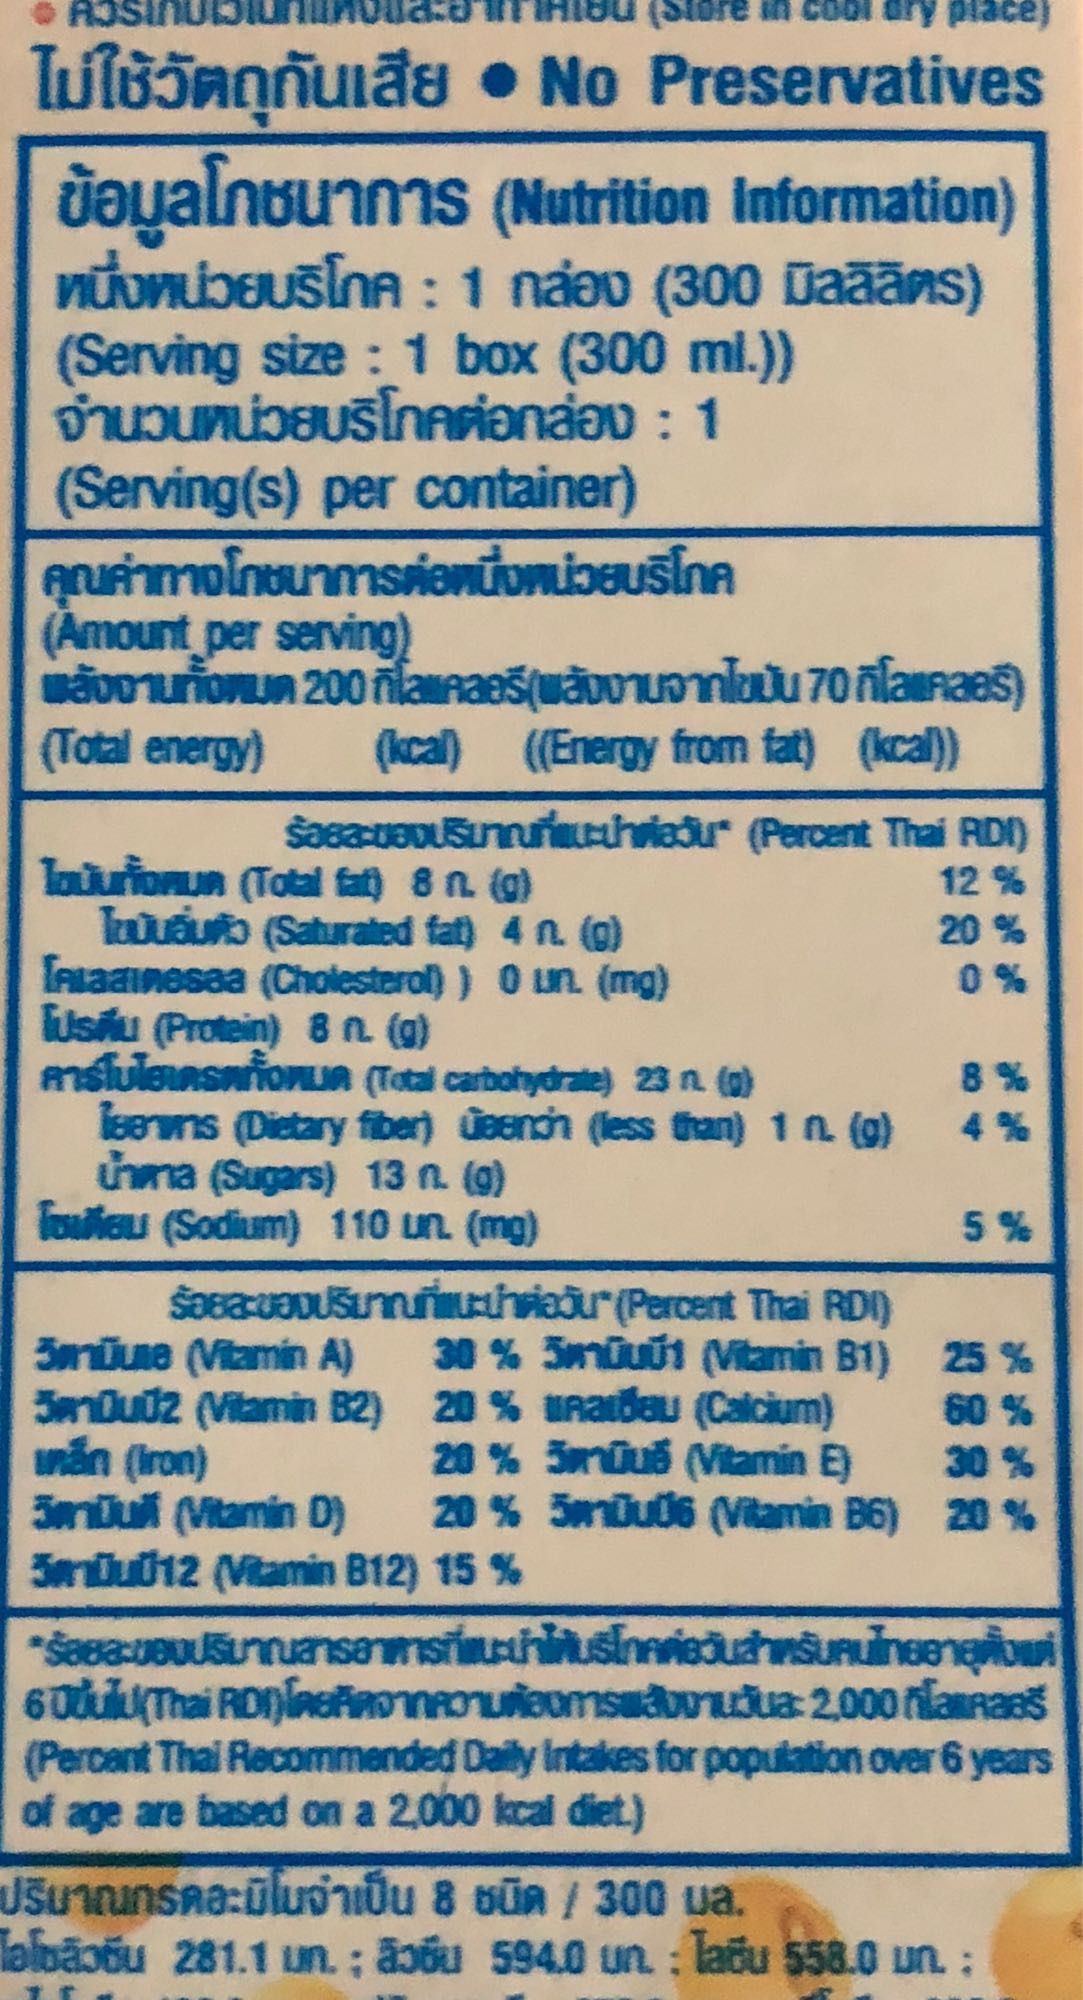 • ควรเก็บไว้ในที่แห้งและอากาศเย็น (Store in cool dry place)
ไม่ใช้วัตถุกันเสีย • No Preservatives
ข้อมูลโภชนาการ (Nutrition Information)
หนึ่งหน่วยบริโภค : 1 กล่อง (300 มิลลิลิตร)
(Serving size : 1 box (300 ml.))
จำนวนหน่วยบริโภคต่อกล่อง : 1
(Serving(s) per container)
คุณค่าทางโภชนาการต่อหนึ่งหน่วยบริโภค
(Amount per serving)
พลังงานทั้งหมด 200 กิโลแคลอรี(พลังงานจากไขมัน 70 กิโลแคลอรี)
(Total energy) (kcal) ((Energy from fat) (kcal))
ร้อยละของปริมาณที่แนะนำต่อวัน* (Percent Thai RDI)
ไขมันทั้งหมด (Total fat) 8 ก. (g) 12 %
ไขมันอิ่มตัว (Saturated fat) 4 ก. (g) 20 %
โคเลสเตอรอล (Cholesterol) ) 0 มก. (mg) 0 %
โปรตีน (Protein) 8 ก. (g)
คาร์โบไฮเดรตทั้งหมด (Total carbohydrate) 23 ก. (g) 8 %
ใยอาหาร (Dietary fiber) น้อยกว่า (less than) 1 ก. (g) 4 %
น้ำตาล (Sugars) 13 ก. (g)
โซเดียม (Sodium) 110 มก. (mg) 5 %
ร้อยละของปริมาณที่แนะนำต่อวัน*(Percent Thai RDI)
วิตามินเอ (Vitamin A) 30 % วิตามินบี1 (Vitamin B1) 25 %
วิตามินบี2 (Vitamin B2) 20 % แคลเซียม (Calcium) 60 %
เหล็ก (Iron) 20 % วิตามินอี (Vitamin E) 30 %
วิตามินดี (Vitamin D) 20 % วิตามินบี6 (Vitamin B6) 20 %
วิตามินบี12 (Vitamin B12) 15 %
*ร้อยละของปริมาณสารอาหารที่แนะนำให้บริโภคต่อวันสำหรับคนไทยอายุตั้งแต่
6 ปีขึ้นไป(Thai RDI)โดยคิดจากความต้องการพลังงานวันละ 2,000 กิโลแคลอรี
(Percent Thai Recommended Daily Intakes for population over 6 years
of age are based on a 2,000 kcal diet.)
ปริมาณกรดอะมิโนจำเป็น 8 ชนิด / 300 มล.
ไอโซลิวซีน 281.1 มก. ; ลิวซีน 594.0 มก. : ไลซีน 558.0 มก. ;